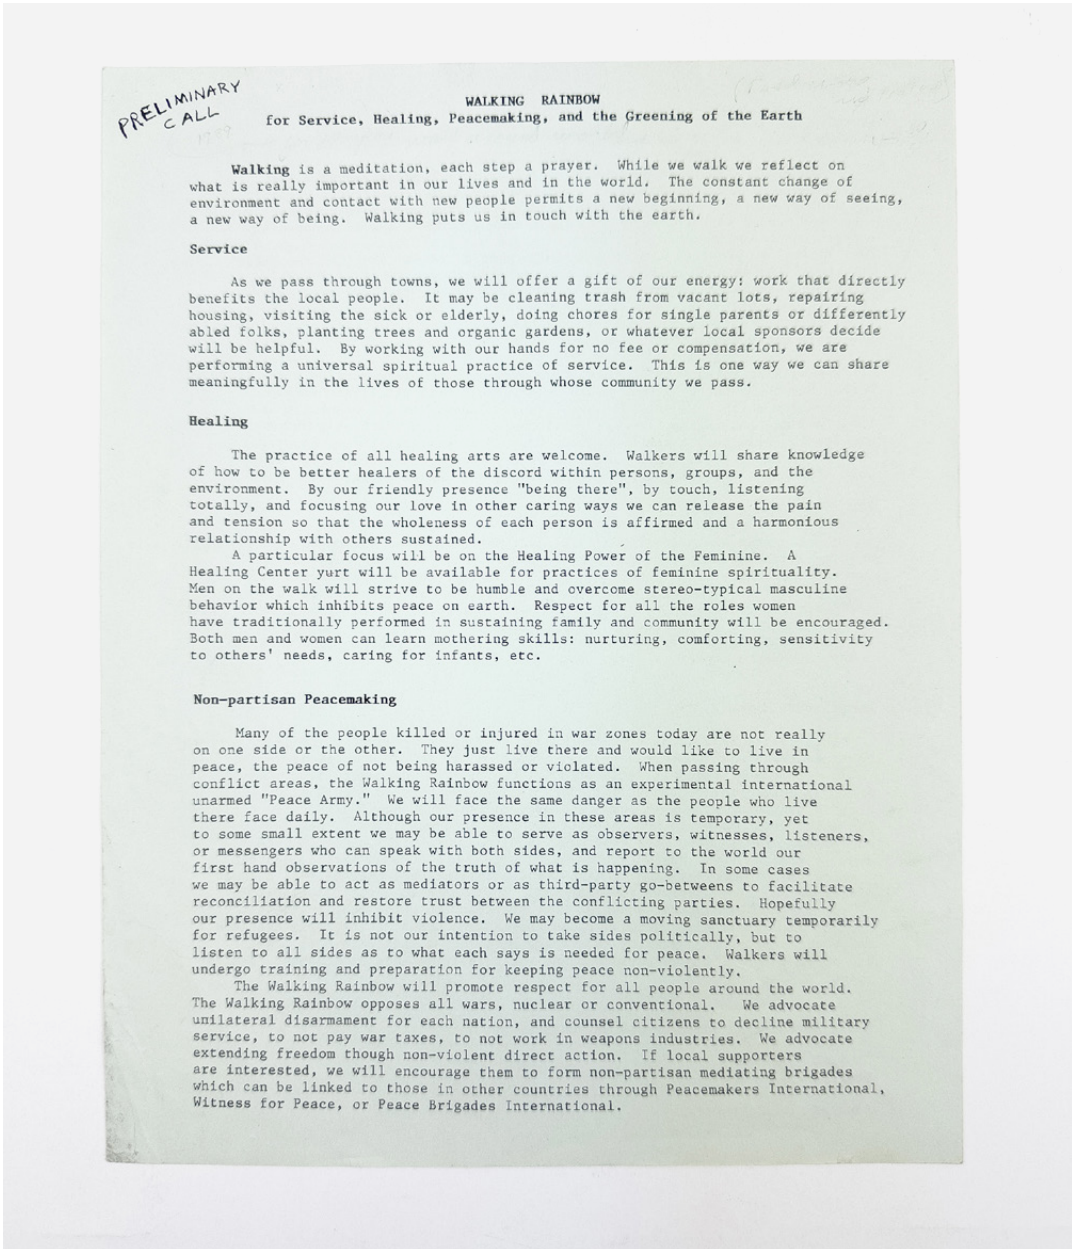 PRELIMINARY
CALL
WALKING RAINBOW
for Service, Healing, Peacemaking, and the Greening of the Earth
Walking is a meditation, each step a prayer. While we walk we reflect on
what is really important in our lives and in the world. The constant change of
environment and contact with new people permits a new beginning, a new way of seeing,
a new way of being. Walking puts us in touch with the earth.
Service
As we pass through towns, we will offer a gift of our energy: work that directly
benefits the local people. It may be cleaning trash from vacant lots, repairing
housing, visiting the sick or elderly, doing chores for single parents or differently
abled folks, planting trees and organic gardens, or whatever local sponsors decide
will be helpful. By working with our hands for no fee or compensation, we are
performing a universal spiritual practice of service. This is one way we can share
meaningfully in the lives of those through whose community we pass.
Healing
The practice of all healing arts are welcome. Walkers will share knowledge
of how to be better healers of the discord within persons, groups, and the
environment. By our friendly presence "being there", by touch, listening
totally, and focusing our love in other caring ways we can release the pain
and tension so that the wholeness of each person is affirmed and a harmonious
relationship with others sustained.
A particular focus will be on the Healing Power of the Feminine. A
Healing Center yurt will be available for practices of feminine spirituality.
Men on the walk will strive to be humble and overcome stereo-typical masculine
behavior which inhibits peace on earth. Respect for all the roles women
have traditionally performed in sustaining family and community will be encouraged.
Both men and women can learn mothering skills: nurturing, comforting, sensitivity
to others' needs, caring for infants, etc.
Non-partisan Peacemaking
Many of the people killed or injured in war zones today are not really
on one side or the other. They just live there and would like to live in
peace, the peace of not being harassed or violated. When passing through
conflict areas, the Walking Rainbow functions as an experimental international
unarmed "Peace Army." We will face the same danger as the people who live
there face daily. Although our presence in these areas is temporary, yet
to some small extent we may be able to serve as observers, witnesses, listeners,
or messengers who can speak with both sides, and report to the world our
first hand observations of the truth of what is happening. In some cases
we may be able to act as mediators or as third-party go-betweens to facilitate
reconciliation and restore trust between the conflicting parties. Hopefully
our presence will inhibit violence. We may become a moving sanctuary temporarily
for refugees. It is not our intention to take sides politically, but to
listen to all sides as to what each says is needed for peace. Walkers will
undergo training and preparation for keeping peace non-violently.
The Walking Rainbow will promote respect for all people around the world.
The Walking Rainbow opposes all wars, nuclear or conventional. We advocate
unilateral disarmament for each nation, and counsel citizens to decline military
service, to not pay war taxes, to not work in weapons industries. We advocate
extending freedom though non-violent direct action. If local supporters
are interested, we will encourage them to form non-partisan mediating brigades
which can be linked to those in other countries through Peacemakers International,
Witness for Peace, or Peace Brigades International.